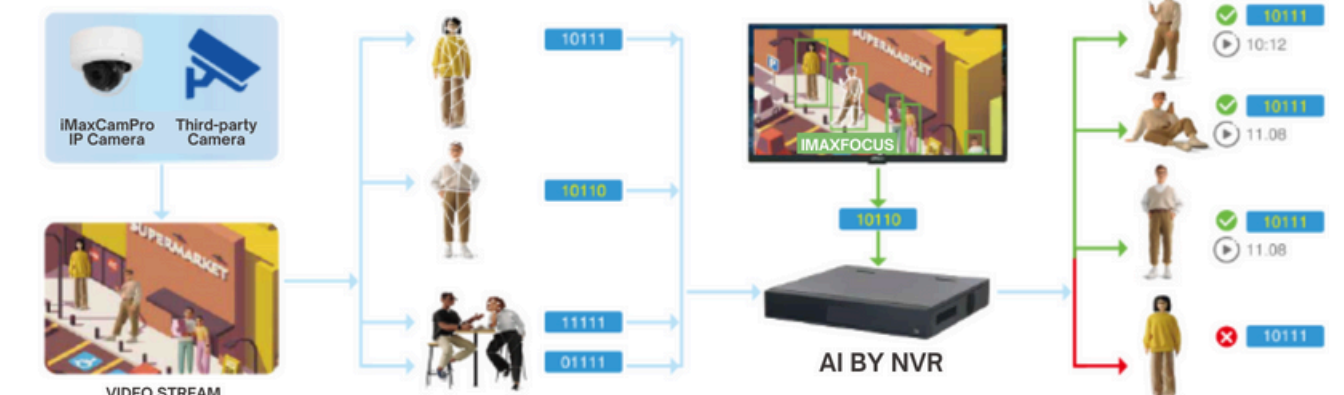 iMaxCamPro
IP Camera
Third-party
Camera
SUPERMARKET
VIDEO STREAM
10111
10110
11111
01111
SUPERMARKET
P
IMAXFOCUS
10110
AI BY NVR
10111
10:12
10111
11.08
10111
11.08
10111